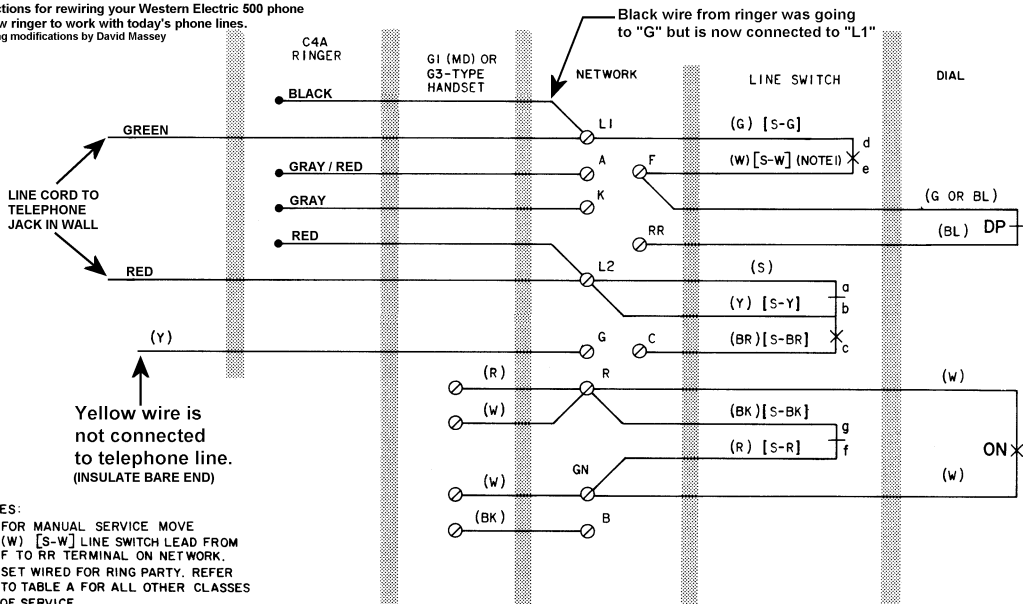 ctions for rewiring your Western Electric 500 phone
w ringer to work with today's phone lines.
ng modifications by David Massey
Black wire from ringer was going
to "G" but is now connected to "L1"
C4A
RINGER
G1 (MD) OR
G3-TYPE
HANDSET
NETWORK
LINE SWITCH
DIAL
BLACK
GREEN
L1
(G) [S-G]
d
GRAY / RED
A
F
(W) [S-W] (NOTE1)
e
LINE CORD TO
TELEPHONE
JACK IN WALL
GRAY
K
(G OR BL)
RED
RR
(BL)
DP
RED
L2
(S)
a
(Y) [S-Y]
b
(Y)
G
C
(BR) [S-BR]
c
(R)
R
(W)
Yellow wire is
not connected
to telephone line.
(INSULATE BARE END)
(W)
(BK) [S-BK]
g
(R) [S-R]
f
ON
GN
(W)
(W)
(BK)
B
ES:
FOR MANUAL SERVICE MOVE
(W) [S-W] LINE SWITCH LEAD FROM
F TO RR TERMINAL ON NETWORK.
SET WIRED FOR RING PARTY. REFER
TO TABLE A FOR ALL OTHER CLASSES
OF SERVICE